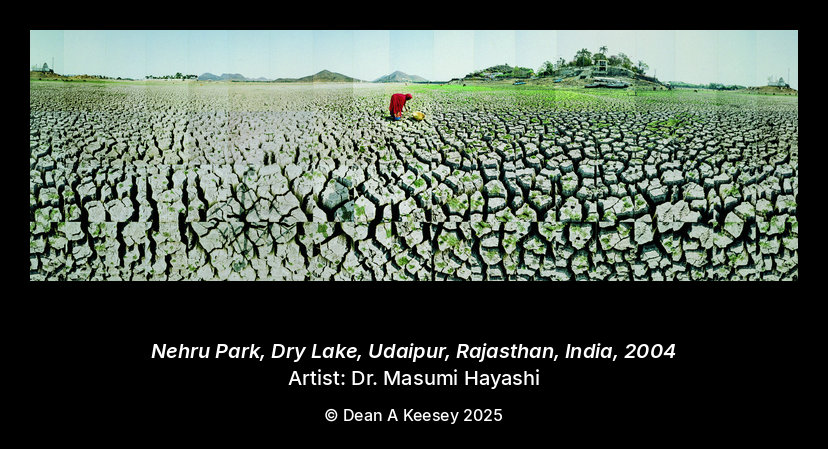 Nehru Park, Dry Lake, Udaipur, Rajasthan, India, 2004
Artist: Dr. Masumi Hayashi
© Dean A Keesey 2025